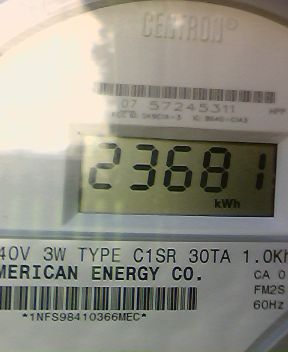 CENTRON®
07 57245311
23681
kWh
40V 3W TYPE C1SR 30TA 1.0Kh
MERICAN ENERGY CO.
CA 0
FM2S
60Hz
*1NFS98410366MEC*